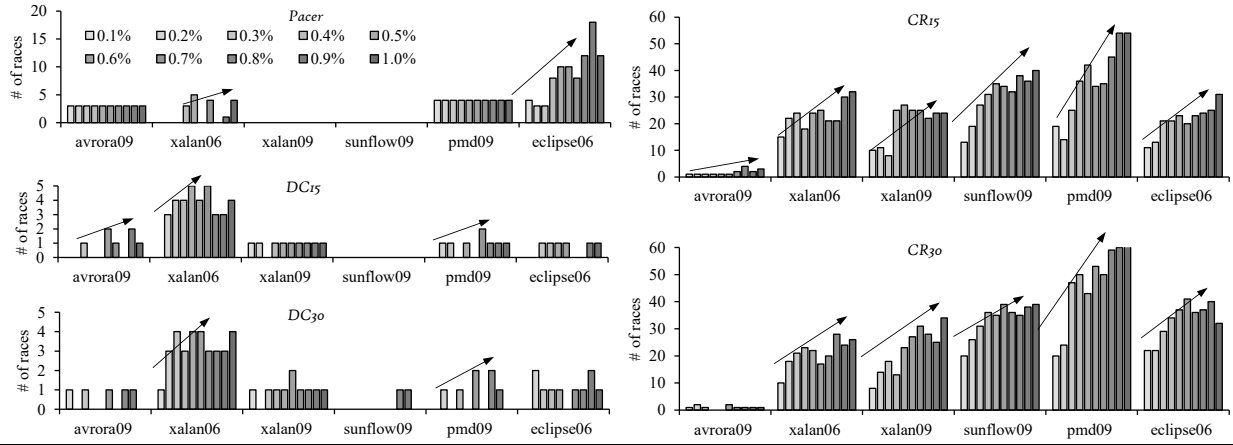 Pacer
0.1% 0.2% 0.3% 0.4% 0.5%
0.6% 0.7% 0.8% 0.9% 1.0%
# of races
20
15
10
5
0
avrora09 xalan06 xalan09 sunflow09 pmd09 eclipse06
DC15
# of races
5
4
3
2
1
0
avrora09 xalan06 xalan09 sunflow09 pmd09 eclipse06
DC30
# of races
5
4
3
2
1
0
avrora09 xalan06 xalan09 sunflow09 pmd09 eclipse06
CR15
# of races
60
50
40
30
20
10
0
avrora09 xalan06 xalan09 sunflow09 pmd09 eclipse06
CR30
# of races
60
50
40
30
20
10
0
avrora09 xalan06 xalan09 sunflow09 pmd09 eclipse06